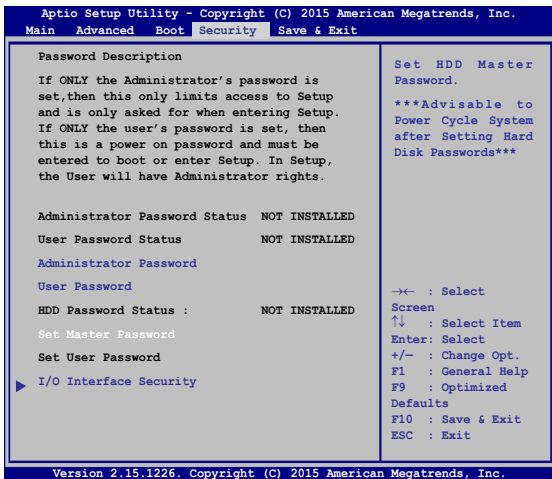 Aptio Setup Utility - Copyright (C) 2015 American Megatrends, Inc.
Main Advanced Boot Security Save & Exit
Password Description
If ONLY the Administrator's password is
set,then this only limits access to Setup
and is only asked for when entering Setup.
If ONLY the user's password is set, then
this is a power on password and must be
entered to boot or enter Setup. In Setup,
the User will have Administrator rights.
Administrator Password Status NOT INSTALLED
User Password Status NOT INSTALLED
Administrator Password
User Password
HDD Password Status : NOT INSTALLED
Set Master Password
Set User Password
I/O Interface Security
Set HDD Master
Password.
***Advisable to
Power Cycle System
after Setting Hard
Disk Passwords***
→← : Select
Screen
↑↓ : Select Item
Enter: Select
+/— : Change Opt.
F1 : General Help
F9 : Optimized
Defaults
F10 : Save & Exit
ESC : Exit
Version 2.15.1226. Copyright (C) 2015 American Megatrends, Inc.